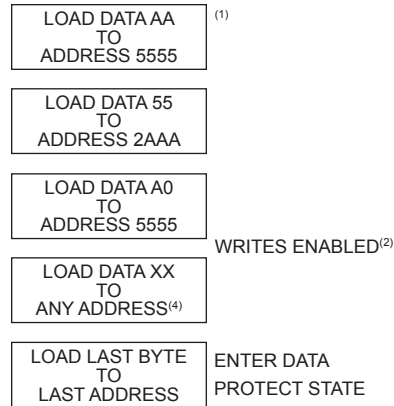 LOAD DATA AA (1)
TO
ADDRESS 5555
LOAD DATA 55
TO
ADDRESS 2AAA
LOAD DATA A0
TO
ADDRESS 5555
WRITES ENABLED(2)
LOAD DATA XX
TO
ANY ADDRESS(4)
LOAD LAST BYTE
TO
LAST ADDRESS
ENTER DATA
PROTECT STATE